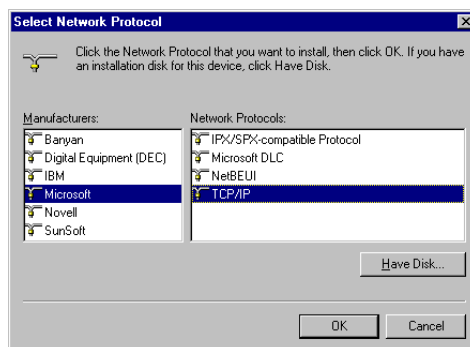 Select Network Protocol
Click the Network Protocol that you want to install, then click OK. If you have
an installation disk for this device, click Have Disk.
Manufacturers:
Banyan
Digital Equipment (DEC)
IBM
Microsoft
Novell
SunSoft
Network Protocols:
IPX/SPX-compatible Protocol
Microsoft DLC
NetBEUI
TCP/IP
Have Disk...
OK
Cancel